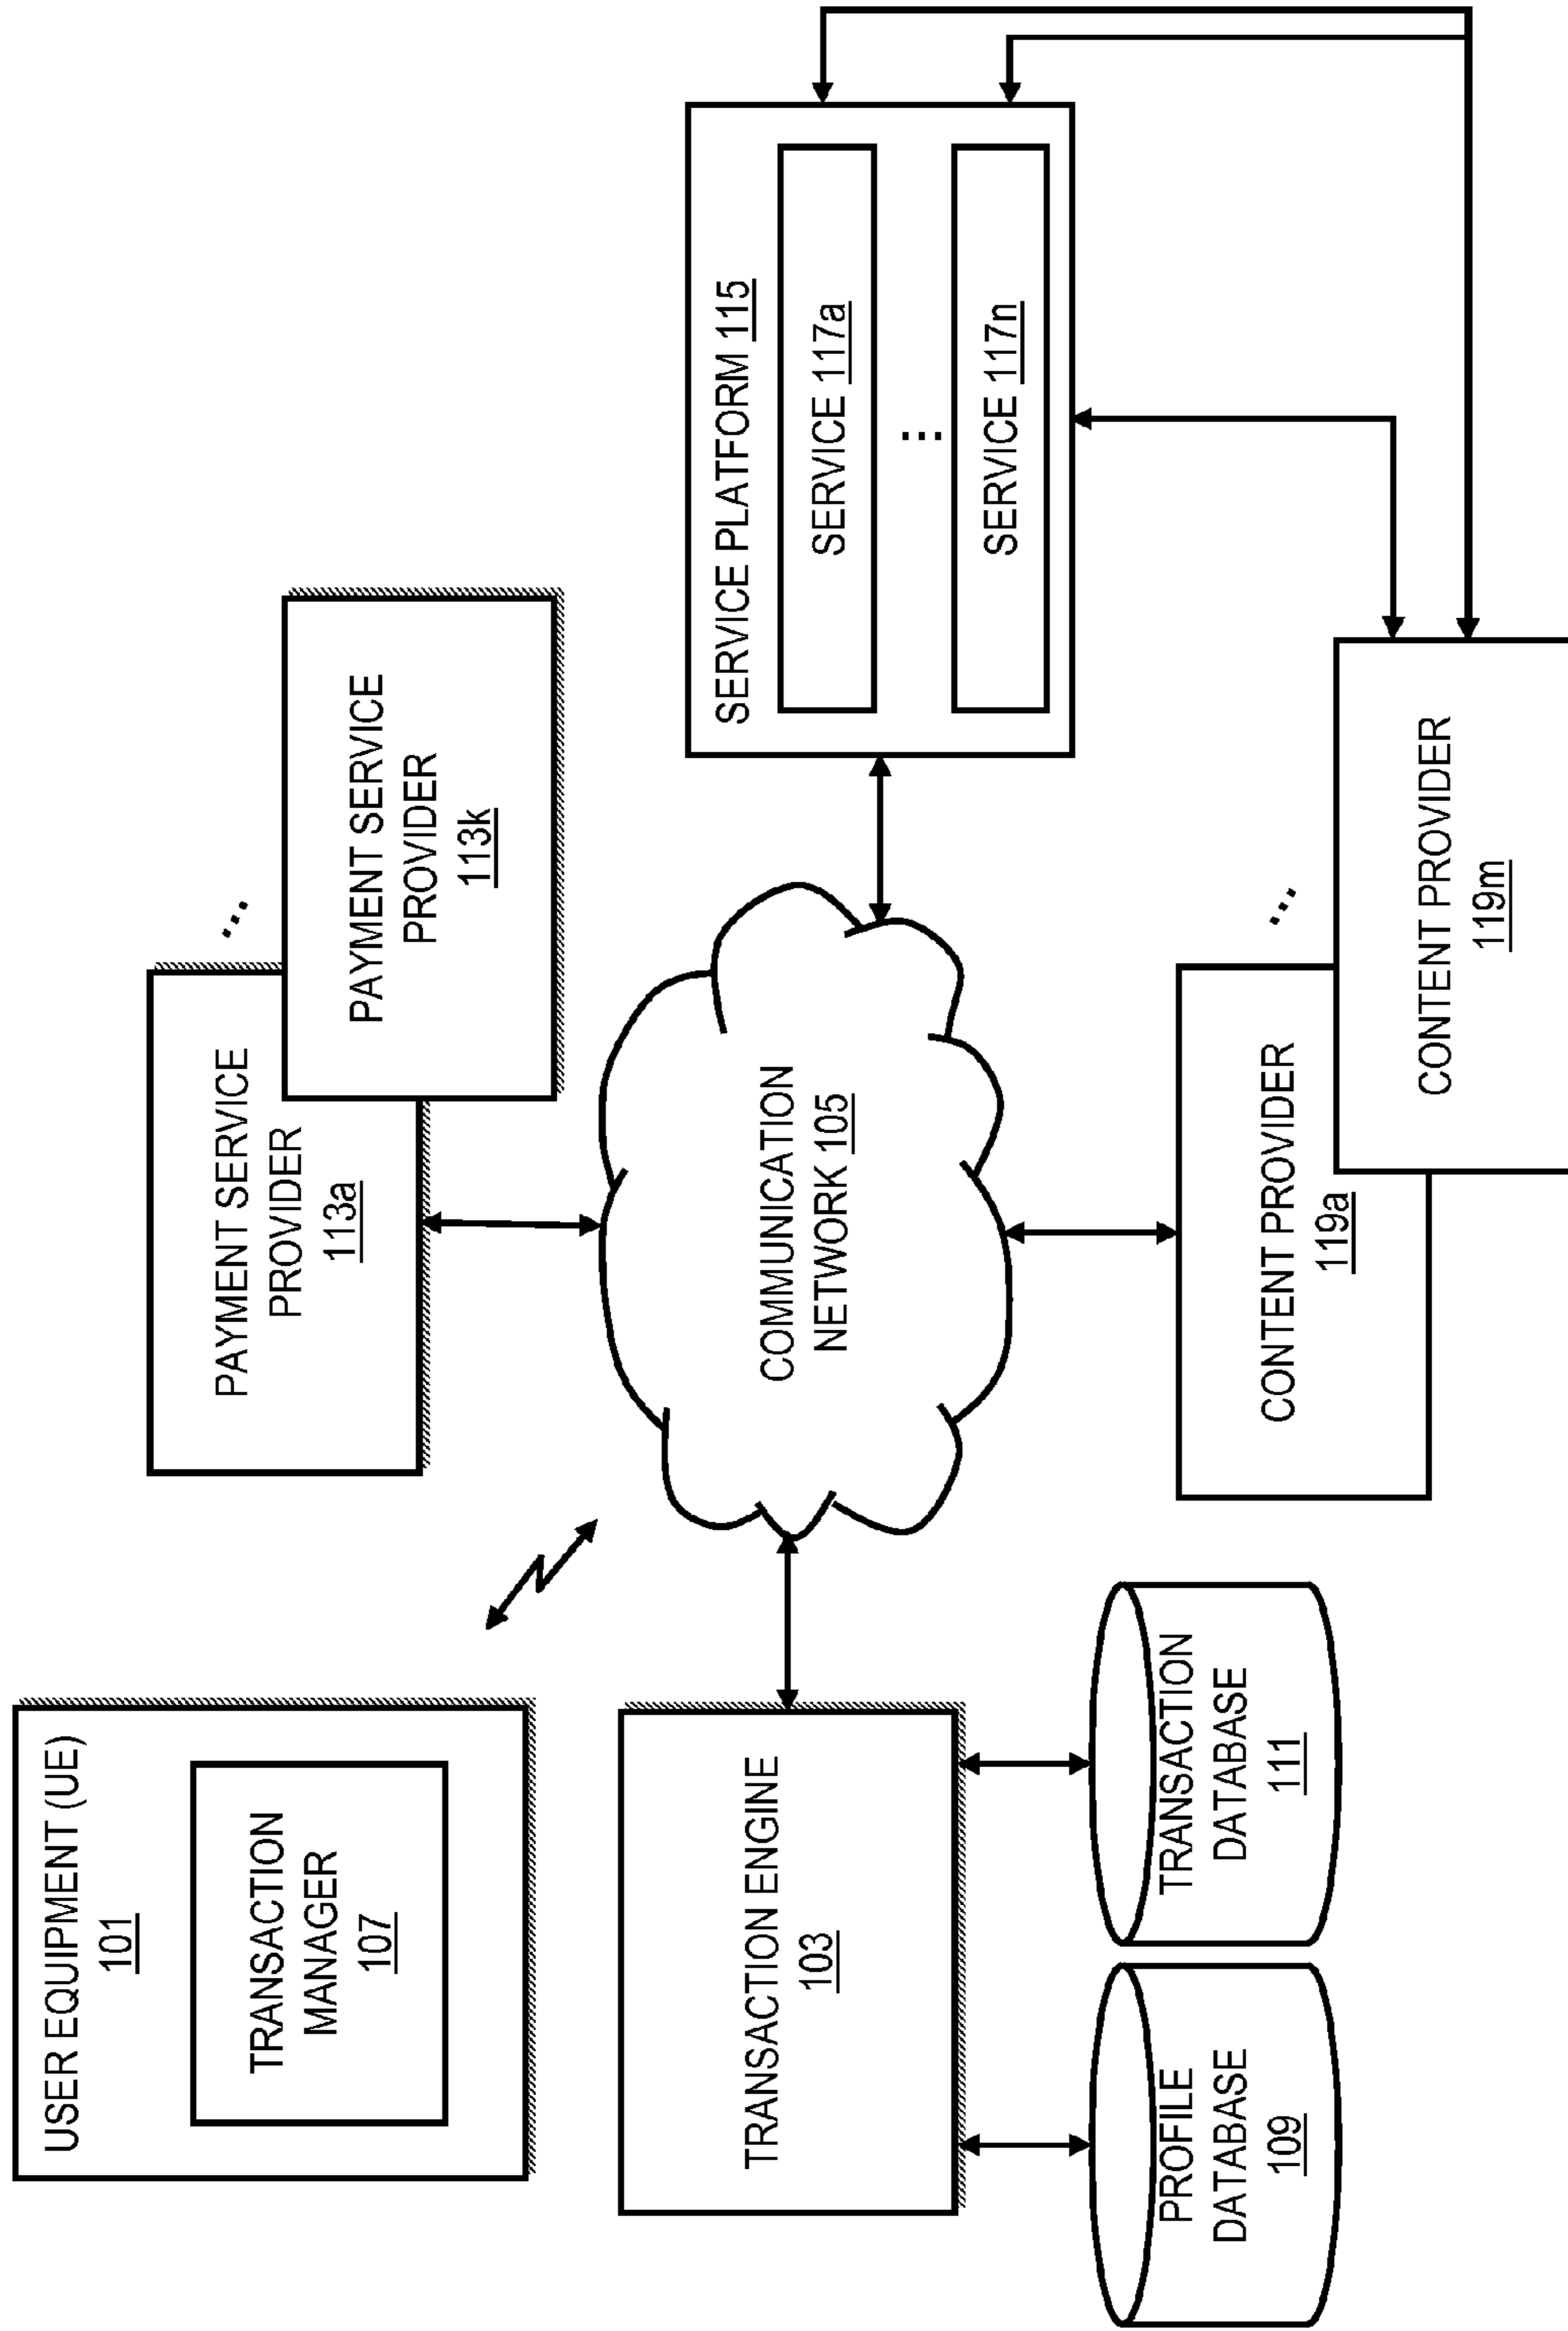 USER EQUIPMENT (UE)
101
TRANSACTION
MANAGER
107
PAYMENT SERVICE
PROVIDER
113a
...
PAYMENT SERVICE
PROVIDER
113k
TRANSACTION ENGINE
103
COMMUNICATION
NETWORK 105
SERVICE PLATFORM 115
SERVICE 117a
...
SERVICE 117n
PROFILE
DATABASE
109
TRANSACTION
DATABASE
111
CONTENT PROVIDER
119a
...
CONTENT PROVIDER
119m